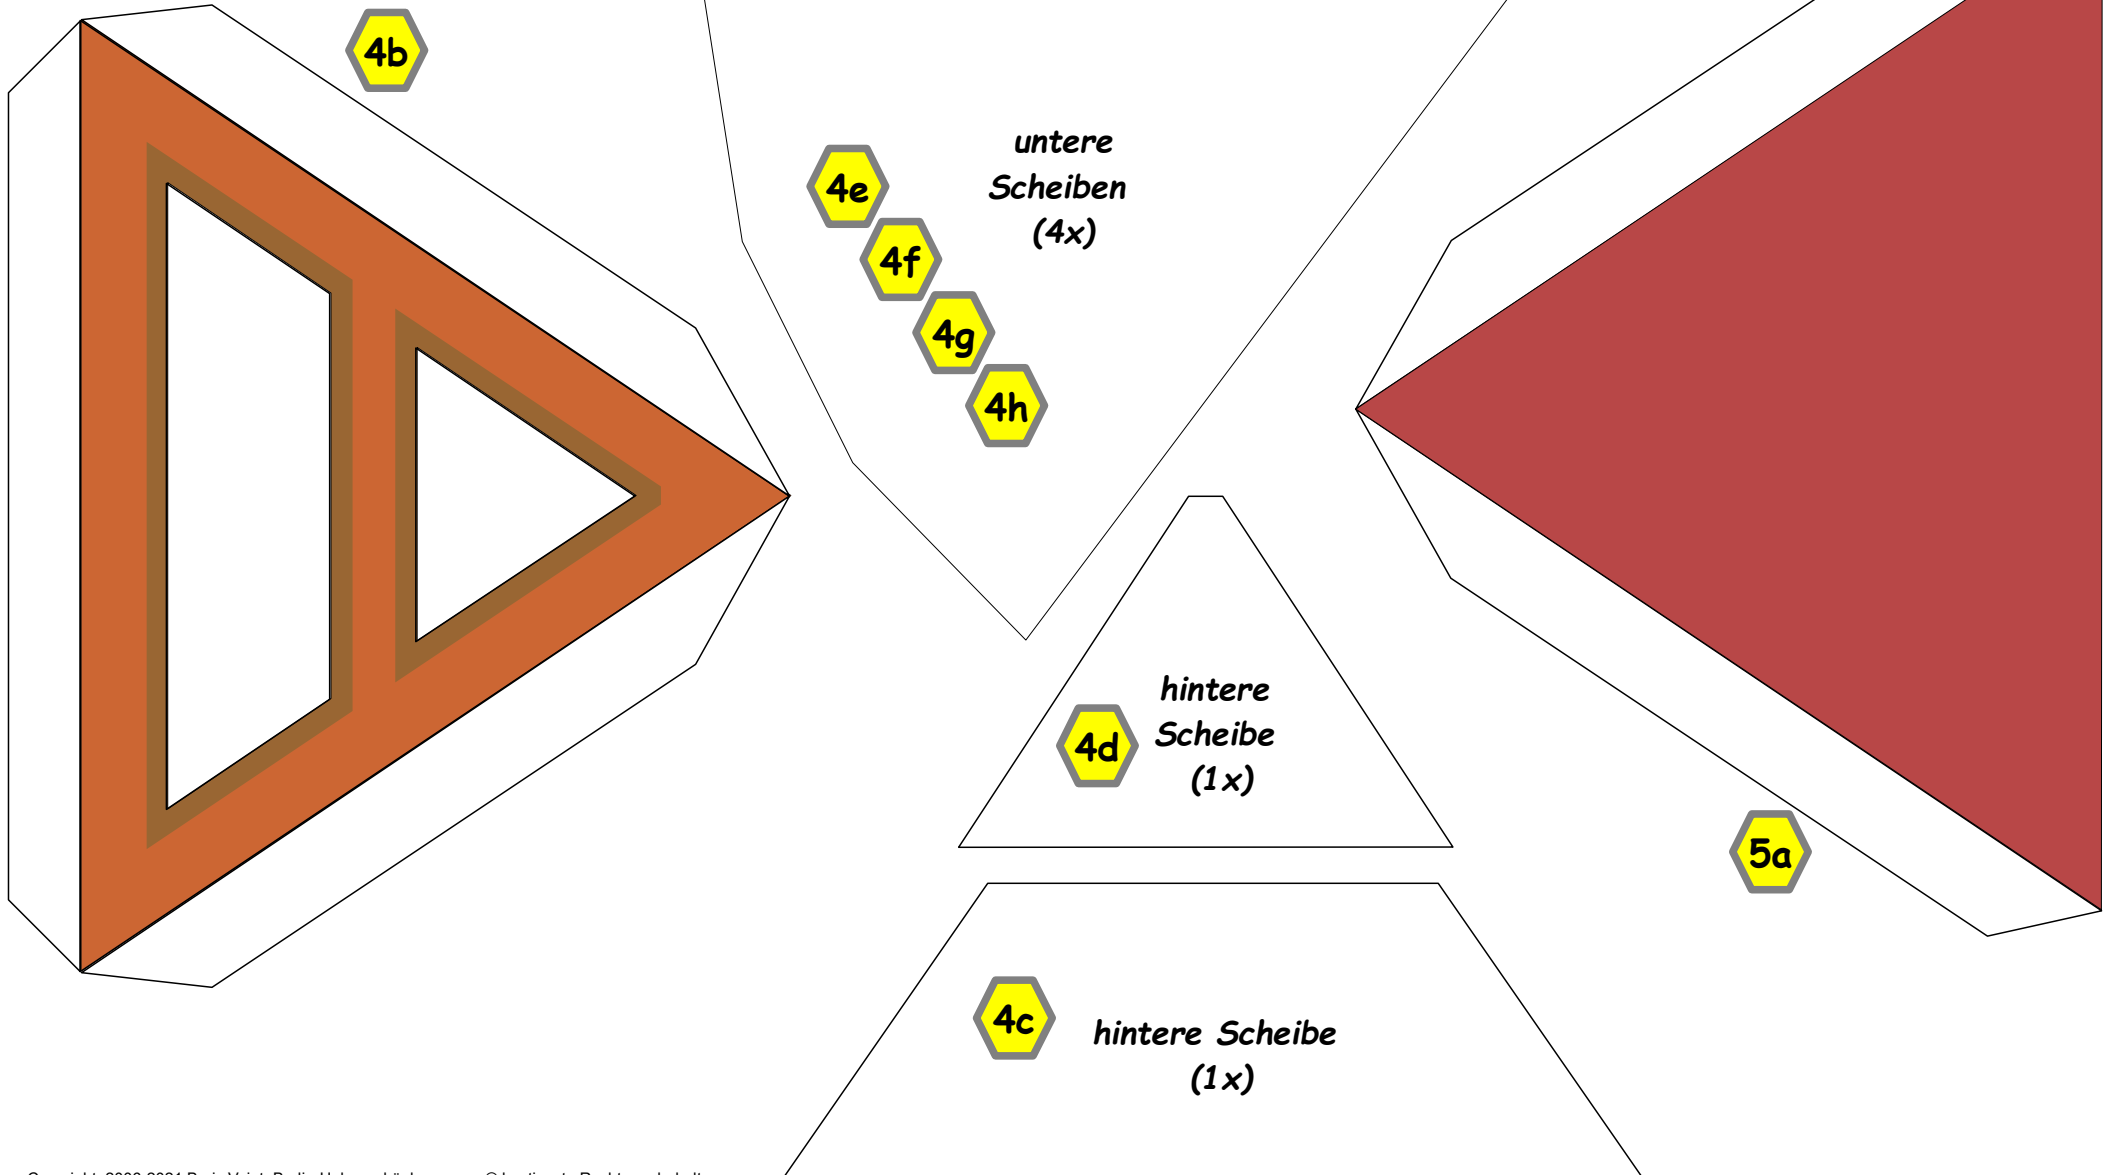 4b
untere
Scheiben
(4x)
4e
4f
4g
4h
hintere
Scheibe
(1x)
4d
5a
4c
hintere Scheibe
(1x)